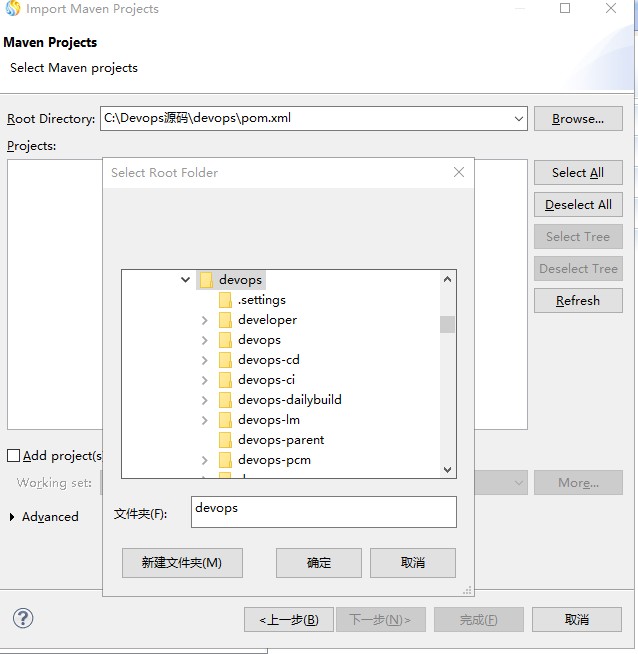 Import Maven Projects
Maven Projects
Select Maven projects
Root Directory: C:\Devops源码\devops\pom.xml Browse...
Projects:
Select All
Deselect All
Select Tree
Deselect Tree
Refresh
Select Root Folder
devops
.settings
developer
devops
devops-cd
devops-ci
devops-dailybuild
devops-lm
devops-parent
devops-pcm
文件夹(F): devops
新建文件夹(M) 确定 取消
Add project(s
Working set: More...
Advanced
<上一步(B) 下一步(N)> 完成(F) 取消